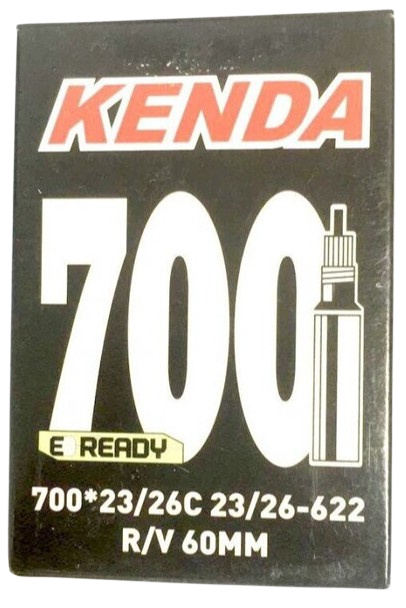 KENDA
700
E READY
700*23/26C 23/26-622
R/V 60MM